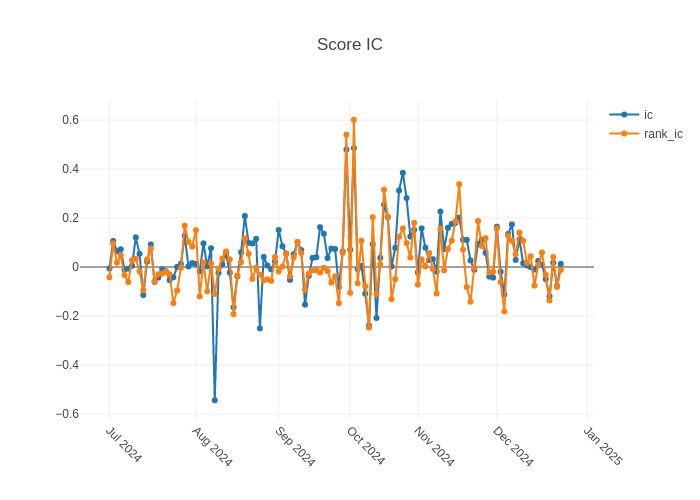 Score IC
ic
rank_ic
0.6
0.4
0.2
0
−0.2
−0.4
−0.6
Jul 2024
Aug 2024
Sep 2024
Oct 2024
Nov 2024
Dec 2024
Jan 2025